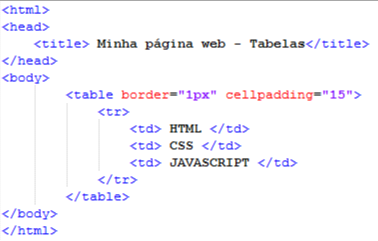 <html>
<head>
<title> Minha página web - Tabelas</title>
</head>
<body>
<table border="1px" cellpadding="15">
<tr>
<td> HTML </td>
<td> CSS </td>
<td> JAVASCRIPT </td>
</tr>
</table>
</body>
</html>